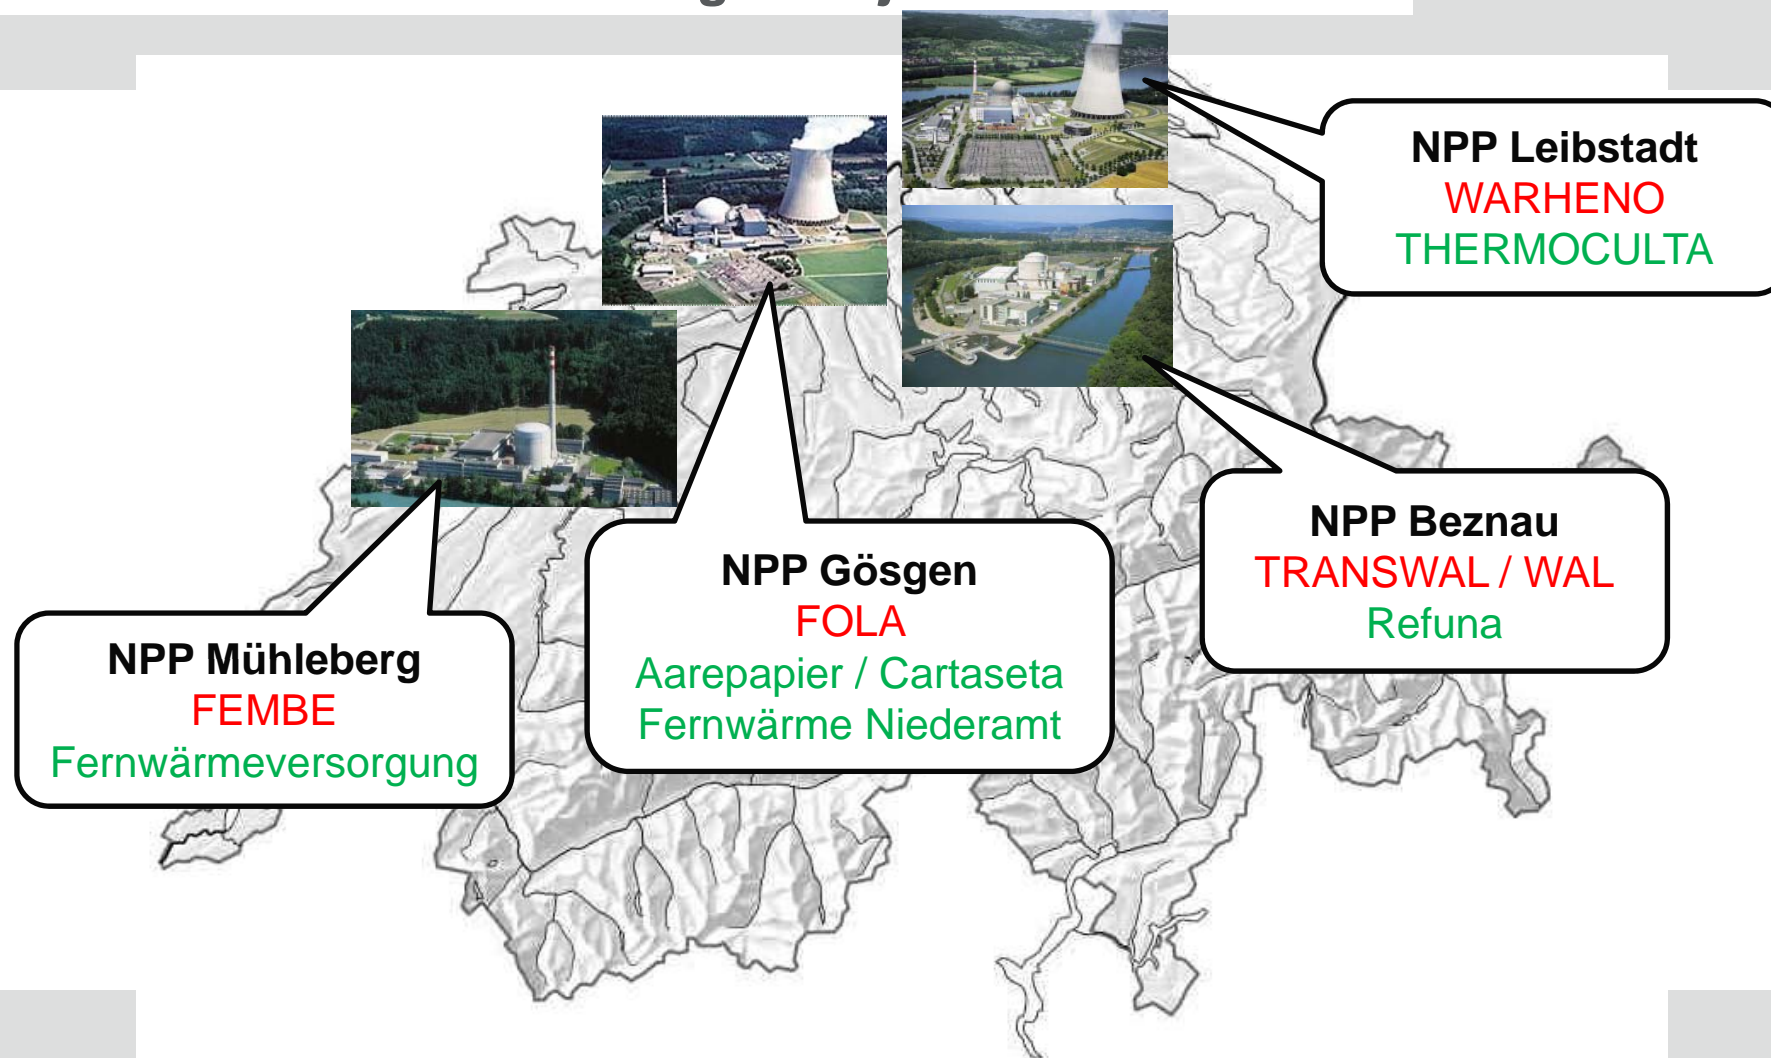 NPP Leibstadt
WARHENO
THERMOCULTA
NPP Beznau
TRANSWAL / WAL
Refuna
NPP Gösgen
FOLA
Aarepapier / Cartaseta
Fernwärme Niederamt
NPP Mühleberg
FEMBE
Fernwärmeversorgung